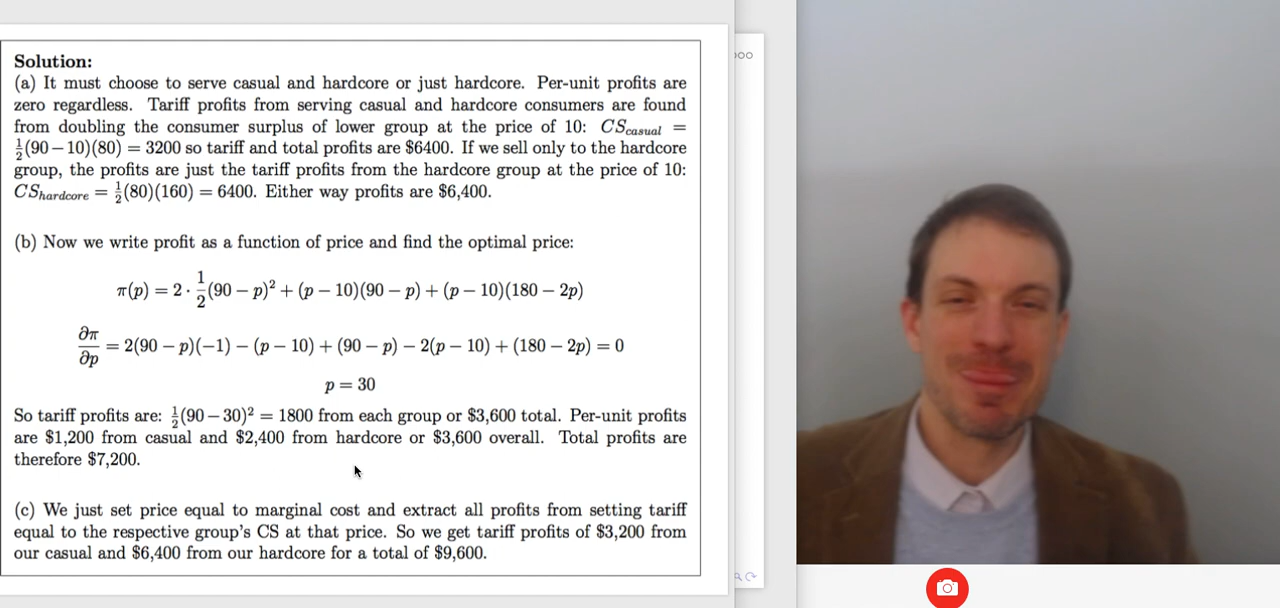 Solution:
(a) It must choose to serve casual and hardcore or just hardcore. Per-unit profits are
zero regardless. Tariff profits from serving casual and hardcore consumers are found
from doubling the consumer surplus of lower group at the price of 10: CS_casual =
½(90 − 10)(80) = 3200 so tariff and total profits are $6400. If we sell only to the hardcore
group, the profits are just the tariff profits from the hardcore group at the price of 10:
CS_hardcore = ½(80)(160) = 6400. Either way profits are $6,400.
(b) Now we write profit as a function of price and find the optimal price:
π(p) = 2 · 1/2 (90 − p)² + (p − 10)(90 − p) + (p − 10)(180 − 2p)
∂π/∂p = 2(90 − p)(−1) − (p − 10) + (90 − p) − 2(p − 10) + (180 − 2p) = 0
p = 30
So tariff profits are: ½(90 − 30)² = 1800 from each group or $3,600 total. Per-unit profits
are $1,200 from casual and $2,400 from hardcore or $3,600 overall. Total profits are
therefore $7,200.
(c) We just set price equal to marginal cost and extract all profits from setting tariff
equal to the respective group's CS at that price. So we get tariff profits of $3,200 from
our casual and $6,400 from our hardcore for a total of $9,600.